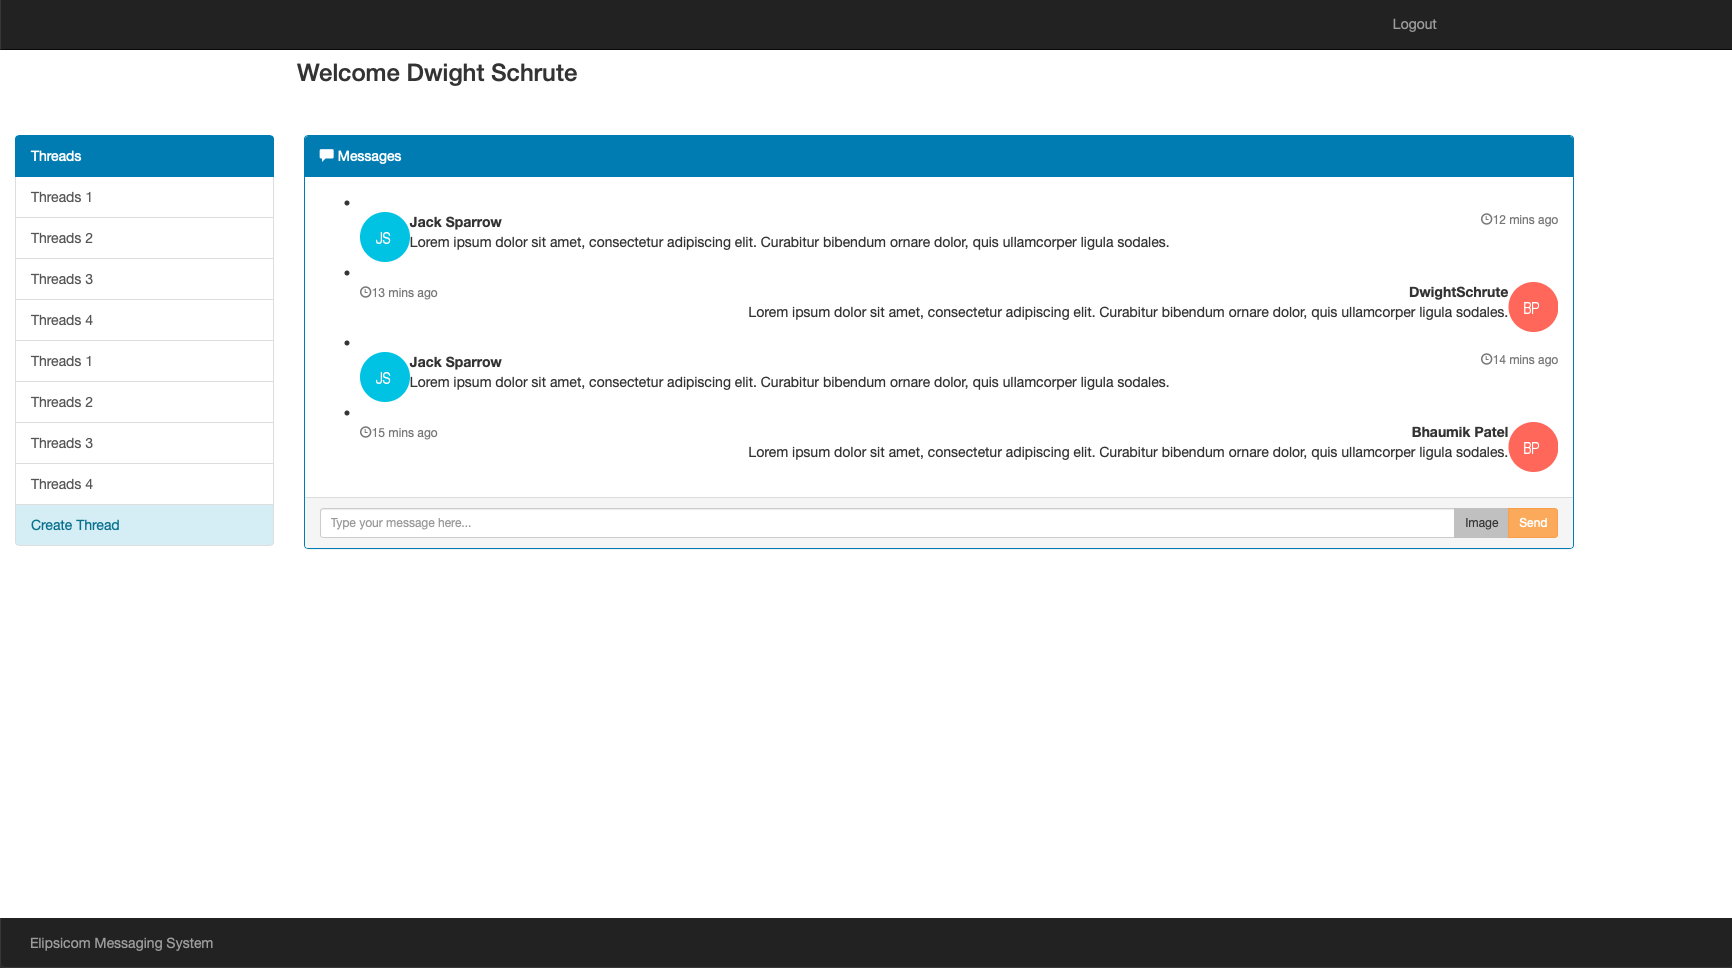 Logout
Welcome Dwight Schrute
Threads
Threads 1
Threads 2
Threads 3
Threads 4
Threads 1
Threads 2
Threads 3
Threads 4
Create Thread
Messages
JS
Jack Sparrow
12 mins ago
Lorem ipsum dolor sit amet, consectetur adipiscing elit. Curabitur bibendum ornare dolor, quis ullamcorper ligula sodales.
13 mins ago
DwightSchrute
Lorem ipsum dolor sit amet, consectetur adipiscing elit. Curabitur bibendum ornare dolor, quis ullamcorper ligula sodales.
BP
JS
Jack Sparrow
14 mins ago
Lorem ipsum dolor sit amet, consectetur adipiscing elit. Curabitur bibendum ornare dolor, quis ullamcorper ligula sodales.
15 mins ago
Bhaumik Patel
Lorem ipsum dolor sit amet, consectetur adipiscing elit. Curabitur bibendum ornare dolor, quis ullamcorper ligula sodales.
BP
Type your message here...
Image
Send
Elipsicom Messaging System